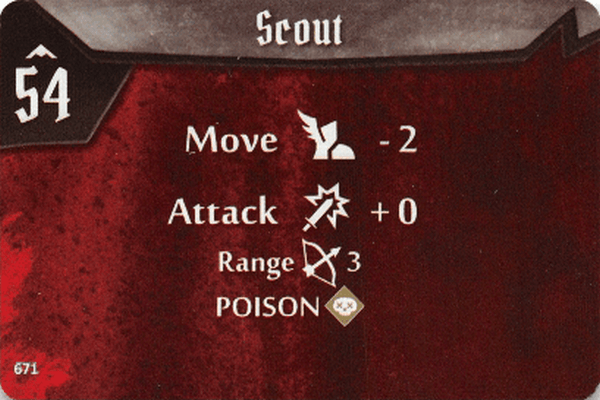 Scout
54
Move - 2
Attack + 0
Range 3
POISON
671